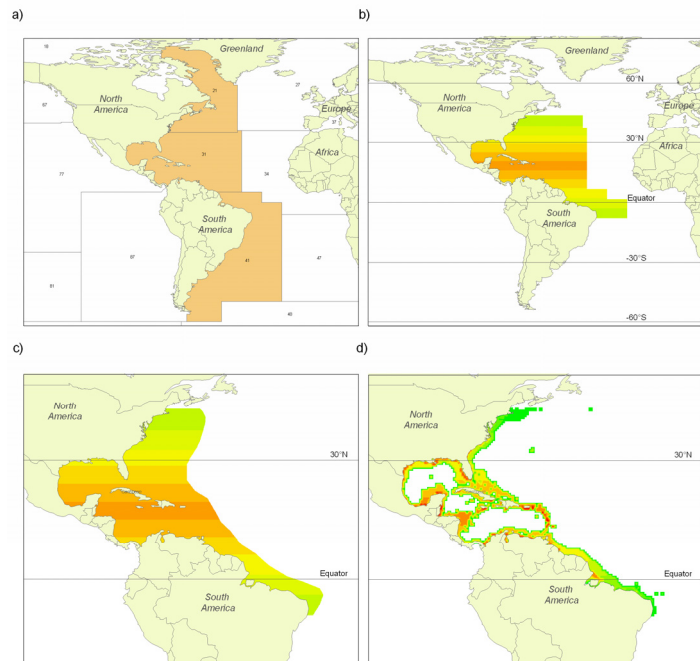 a)
b)
18
Greenland
21
27
North
America
67
Europe
37
31
Africa
77
34
South
America
87
41
47
81
48
Greenland
60°N
North
America
Europe
30°N
Africa
Equator
South
America
-30°S
-60°S
c)
d)
North
America
30°N
Equator
South
America
North
America
30°N
Equator
South
America